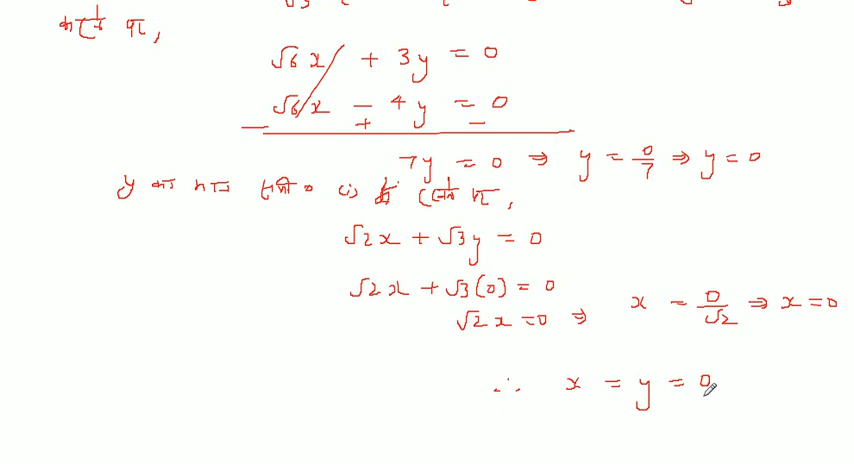 पर,
√6x + 3y = 0
√6x - 4y = 0
- + -
7y = 0 ⇒ y = 0/7 ⇒ y = 0
y का मान समी० (i) में रखने पर,
√2x + √3y = 0
√2x + √3(0) = 0
√2x = 0 ⇒ x = 0/√2 ⇒ x = 0
∴ x = y = 0